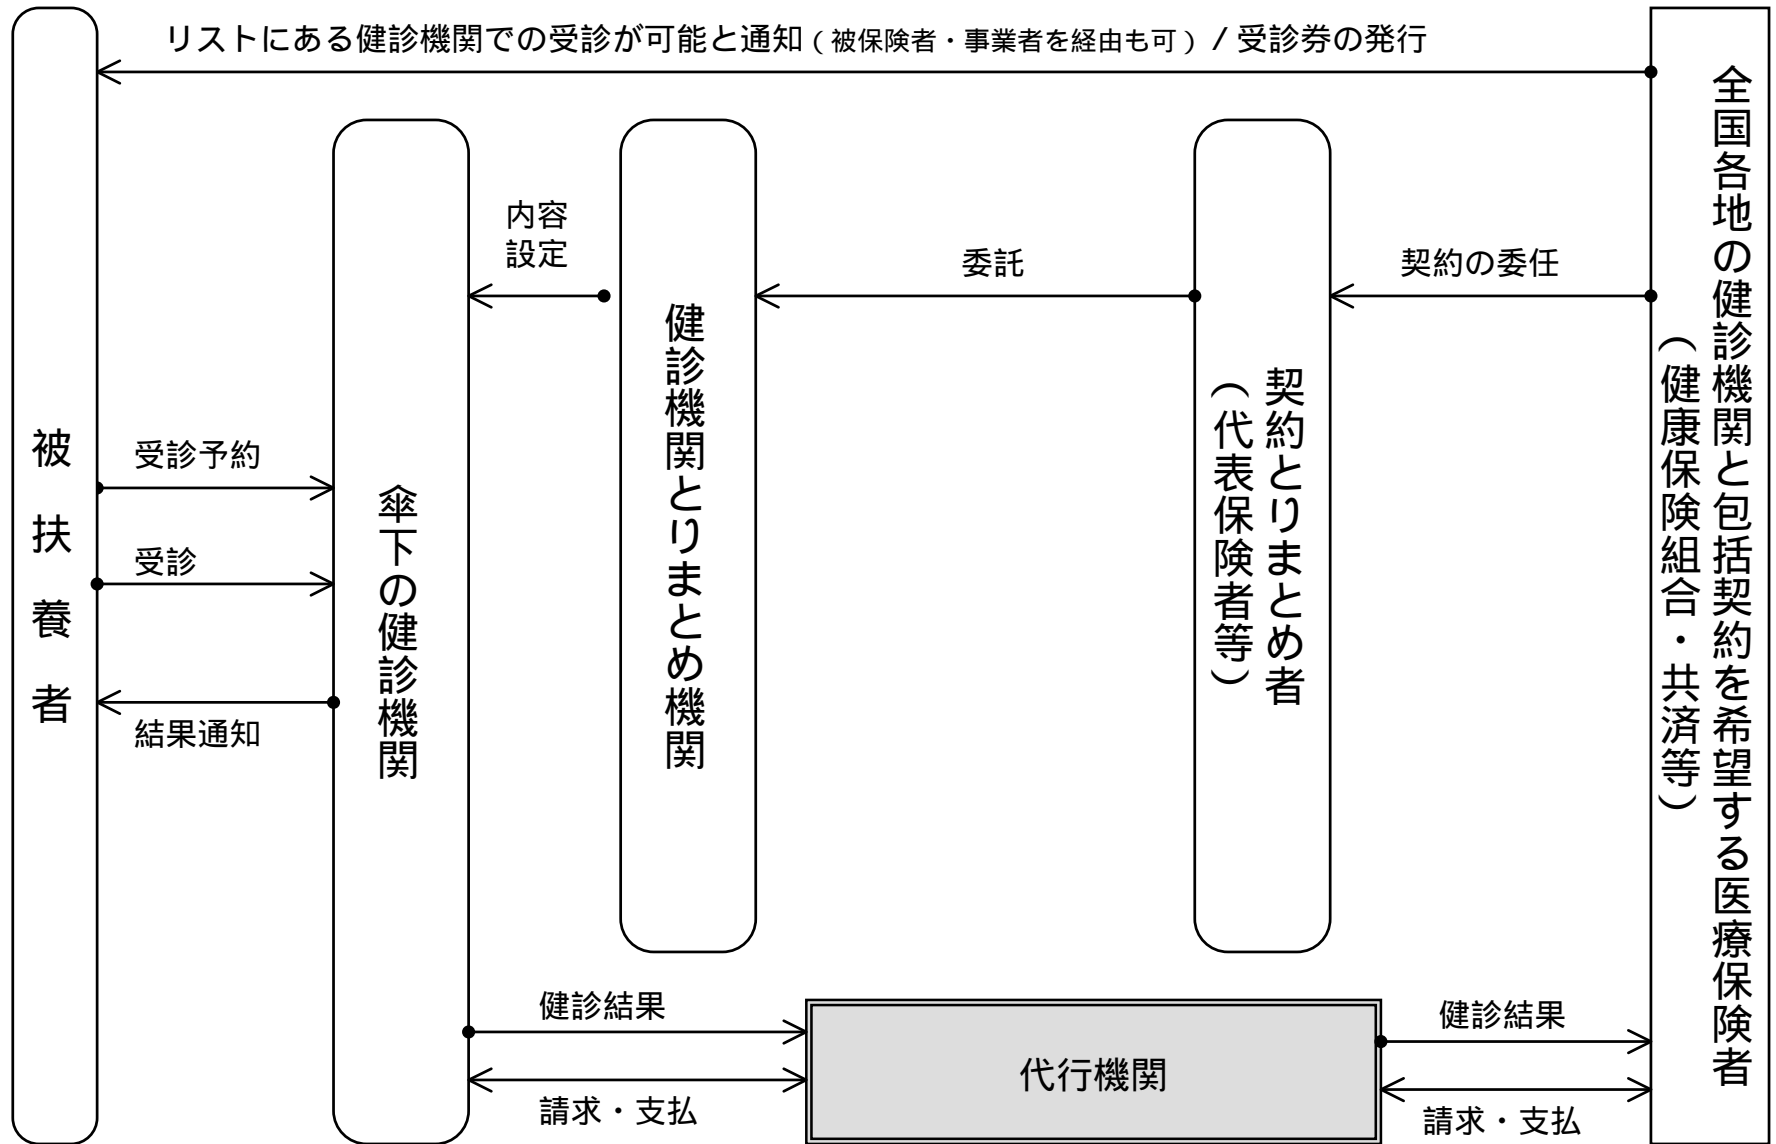 リストにある健診機関での受診が可能と通知(被保険者・事業者を経由も可)/受診券の発行
全国各地の健診機関と包括契約を希望する医療保険者
(健康保険組合・共済等)
内容
設定
委託
契約の委任
健診機関とりまとめ機関
契約とりまとめ者
(代表保険者等)
被扶養者
受診予約
受診
結果通知
傘下の健診機関
健診結果
請求・支払
代行機関
健診結果
請求・支払